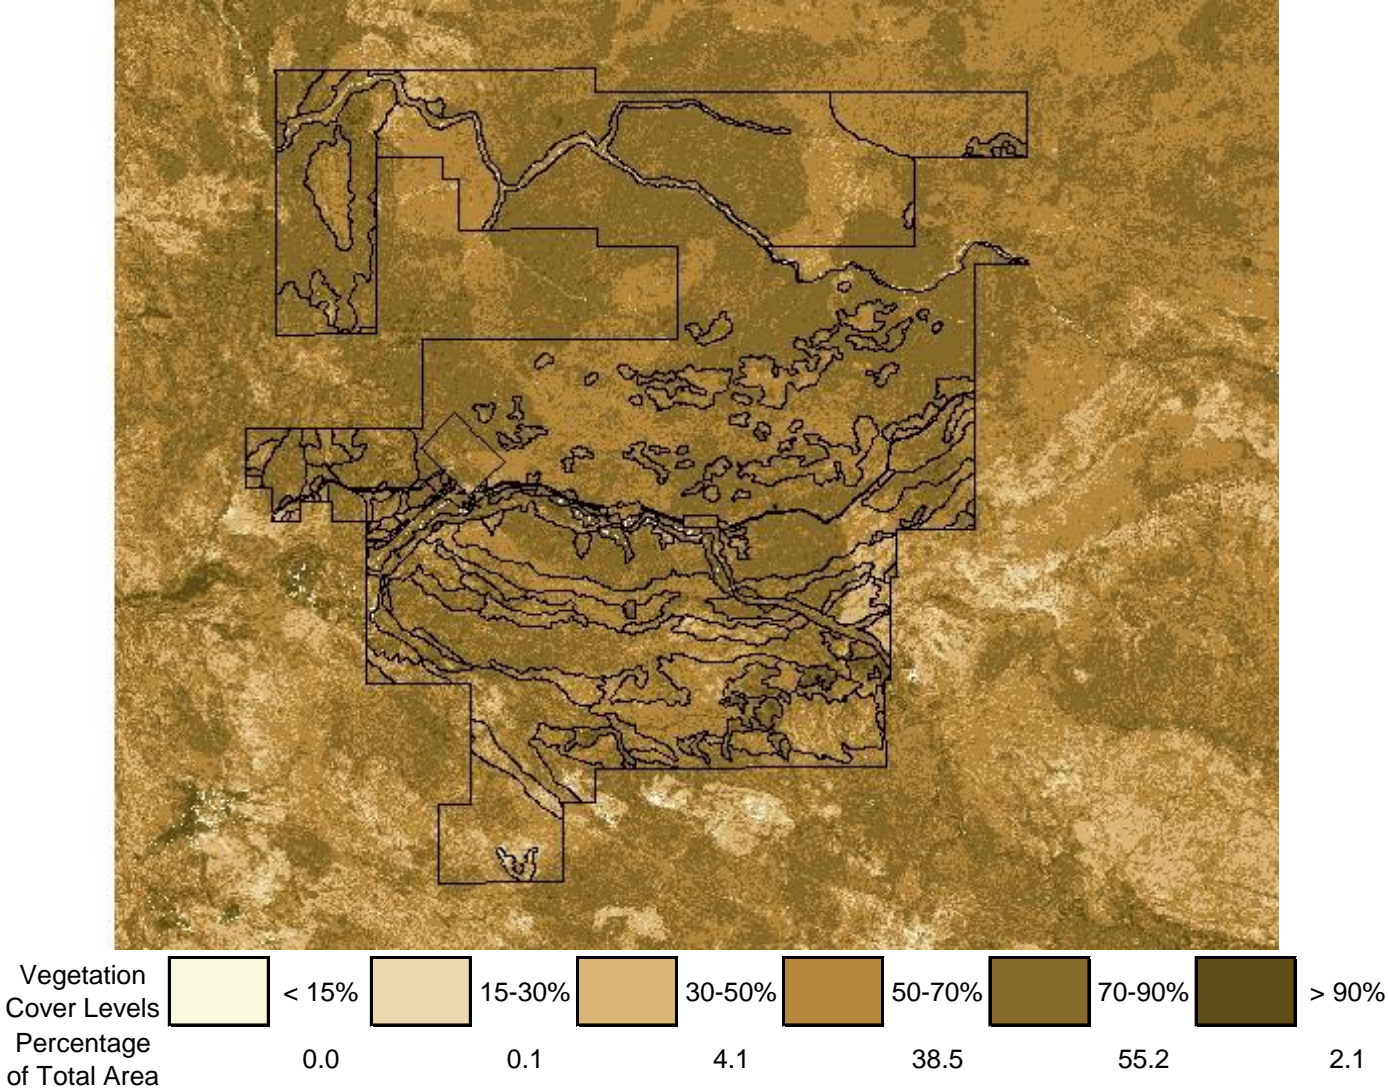 Vegetation
Cover Levels
< 15% 15-30% 30-50% 50-70% 70-90% > 90%
Percentage
of Total Area
0.0 0.1 4.1 38.5 55.2 2.1